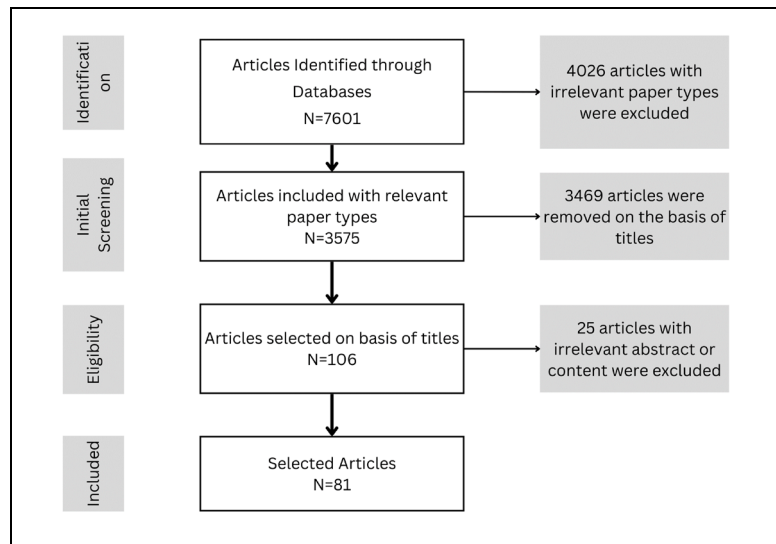 Identificati
on
Articles Identified through
Databases
N=7601
4026 articles with
irrelevant paper types
were excluded
Initial
Screening
Articles included with relevant
paper types
N=3575
3469 articles were
removed on the basis of
titles
Eligibility
Articles selected on basis of titles
N=106
25 articles with
irrelevant abstract or
content were excluded
Included
Selected Articles
N=81